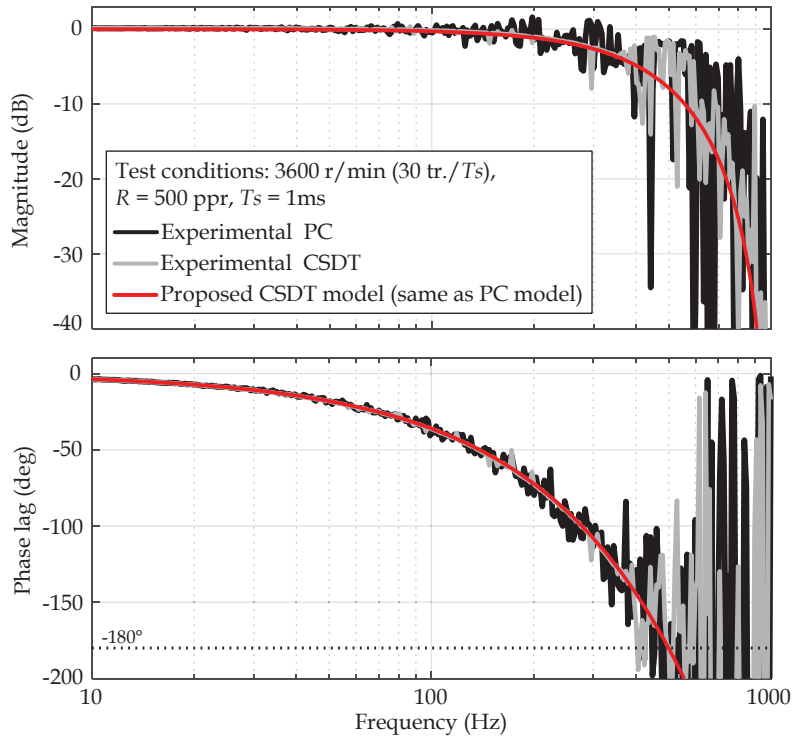 0
-10
-20
-30
-40
Magnitude (dB)
Test conditions: 3600 r/min (30 tr./Ts),
R = 500 ppr, Ts = 1ms
Experimental PC
Experimental CSDT
Proposed CSDT model (same as PC model)
0
-50
-100
-150
-200
Phase lag (deg)
-180°
10
100
1000
Frequency (Hz)